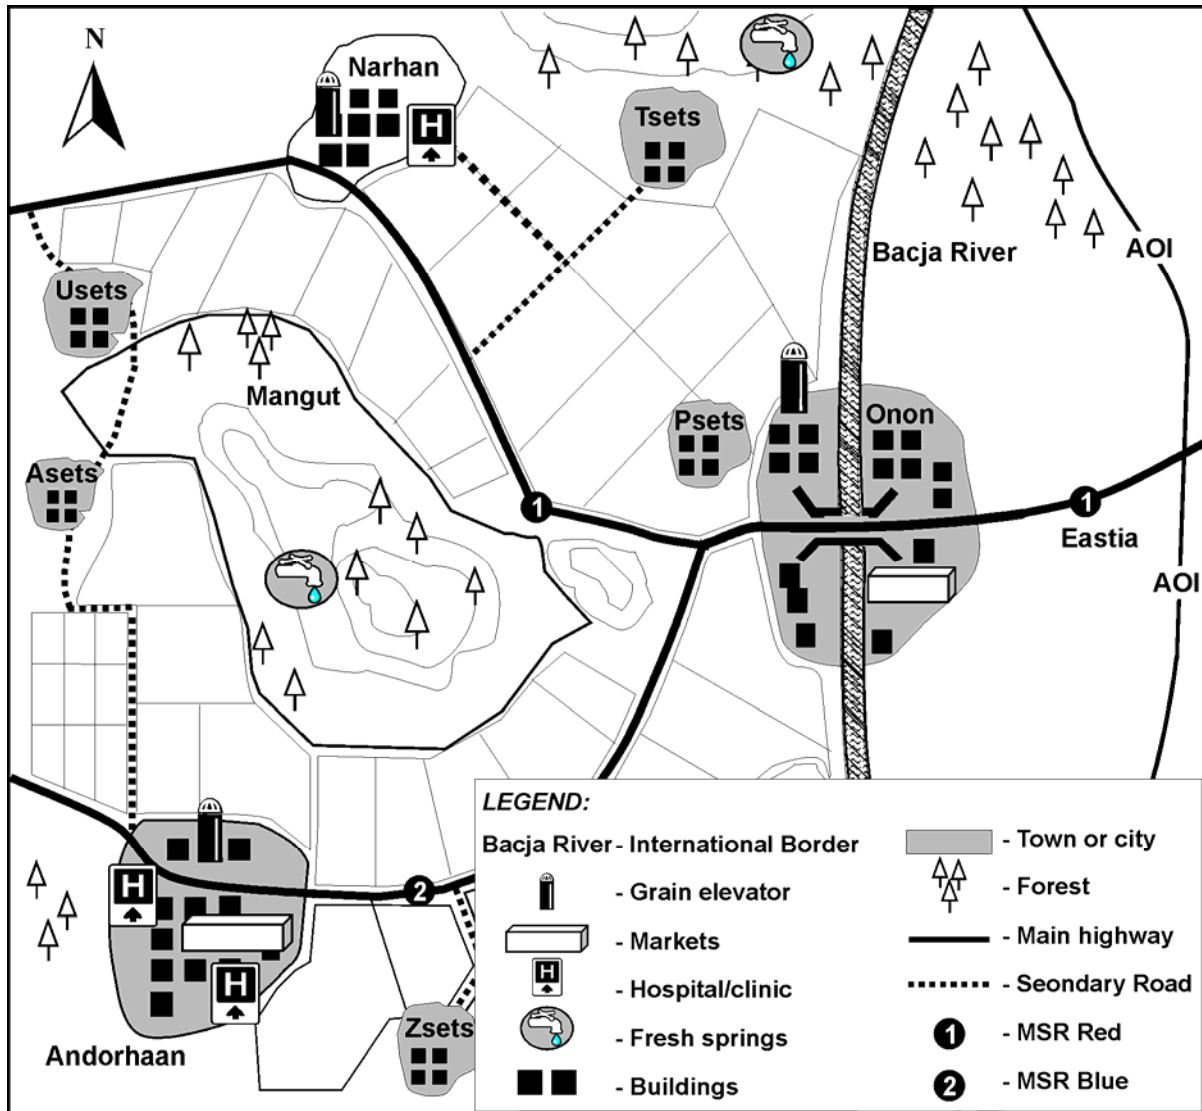 N
Narhan
H
Tsets
Bacja River
AOI
Usets
Mangut
Psets
Onon
Asets
1
1
Eastia
AOI
LEGEND:
Bacja River - International Border
- Town or city
- Grain elevator
- Forest
- Markets
- Main highway
H
- Hospital/clinic
- Seondary Road
- Fresh springs
1
- MSR Red
- Buildings
2
- MSR Blue
H
2
H
Andorhaan
Zsets